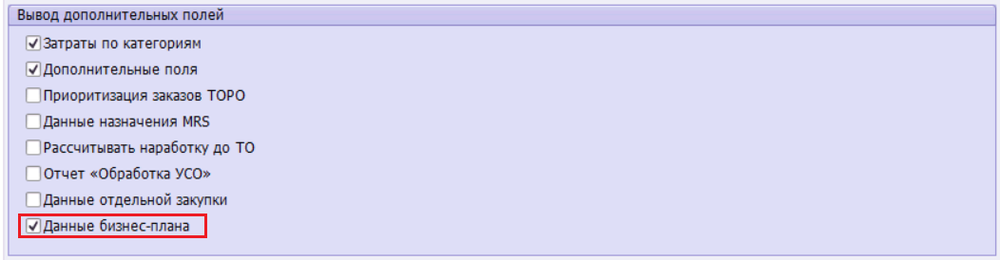 Вывод дополнительных полей
Затраты по категориям
Дополнительные поля
Приоритизация заказов ТОРО
Данные назначения MRS
Рассчитывать наработку до ТО
Отчет «Обработка УСО»
Данные отдельной закупки
Данные бизнес-плана